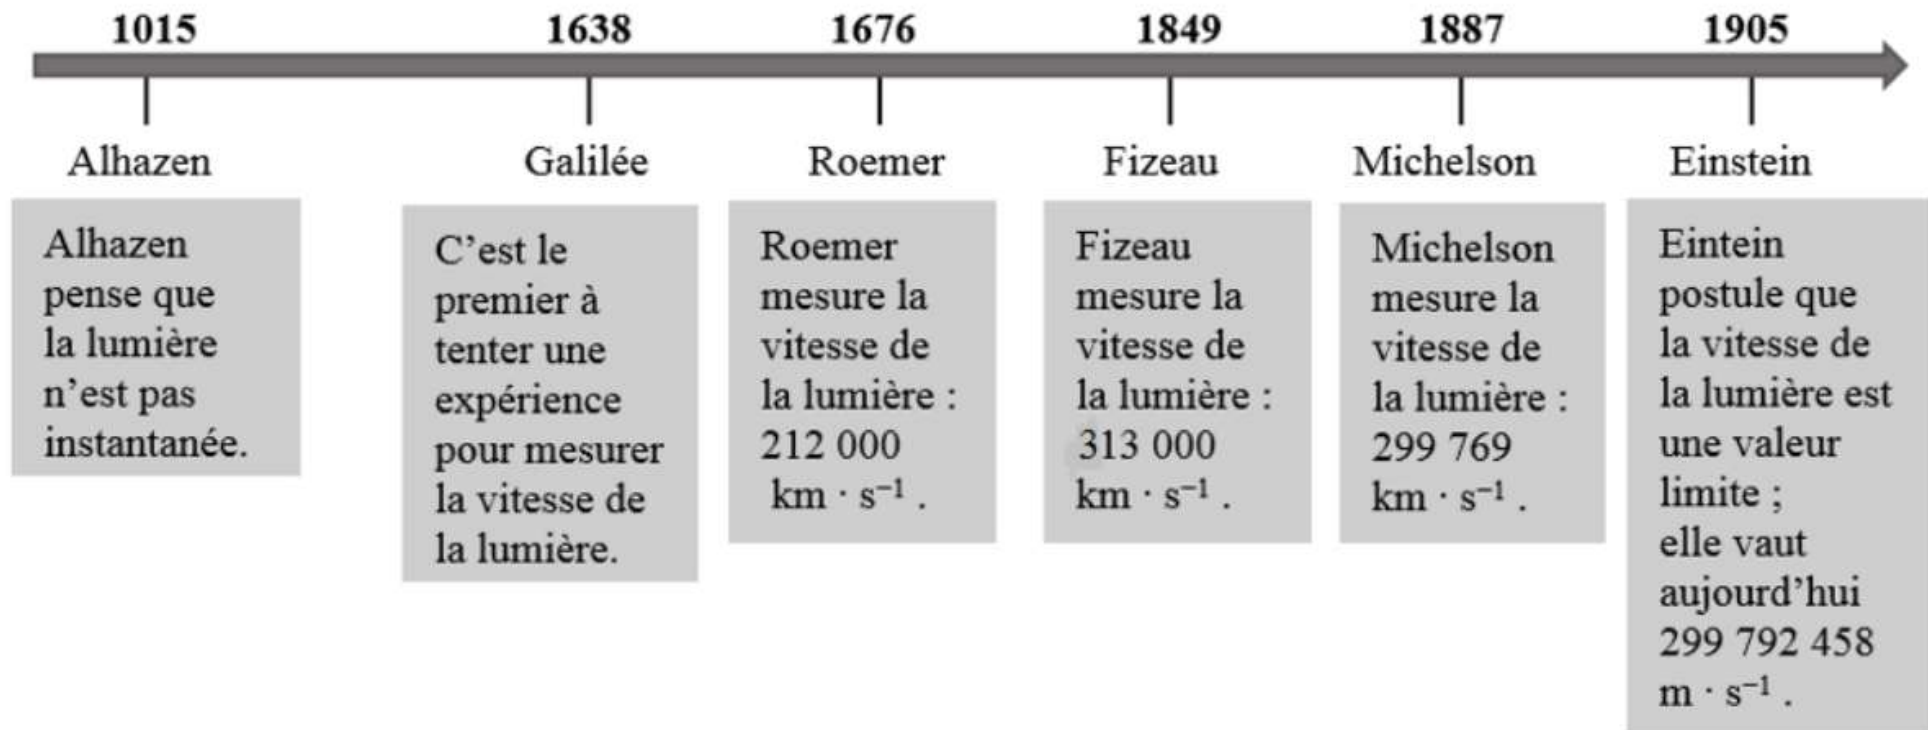 1015 1638 1676 1849 1887 1905
Alhazen Galilée Roemer Fizeau Michelson Einstein
Alhazen
pense que
la lumière
n'est pas
instantanée.
C'est le
premier à
tenter une
expérience
pour mesurer
la vitesse de
la lumière.
Roemer
mesure la
vitesse de
la lumière :
212 000
km · s⁻¹ .
Fizeau
mesure la
vitesse de
la lumière :
313 000
km · s⁻¹ .
Michelson
mesure la
vitesse de
la lumière :
299 769
km · s⁻¹ .
Eintein
postule que
la vitesse de
la lumière est
une valeur
limite ;
elle vaut
aujourd'hui
299 792 458
m · s⁻¹ .